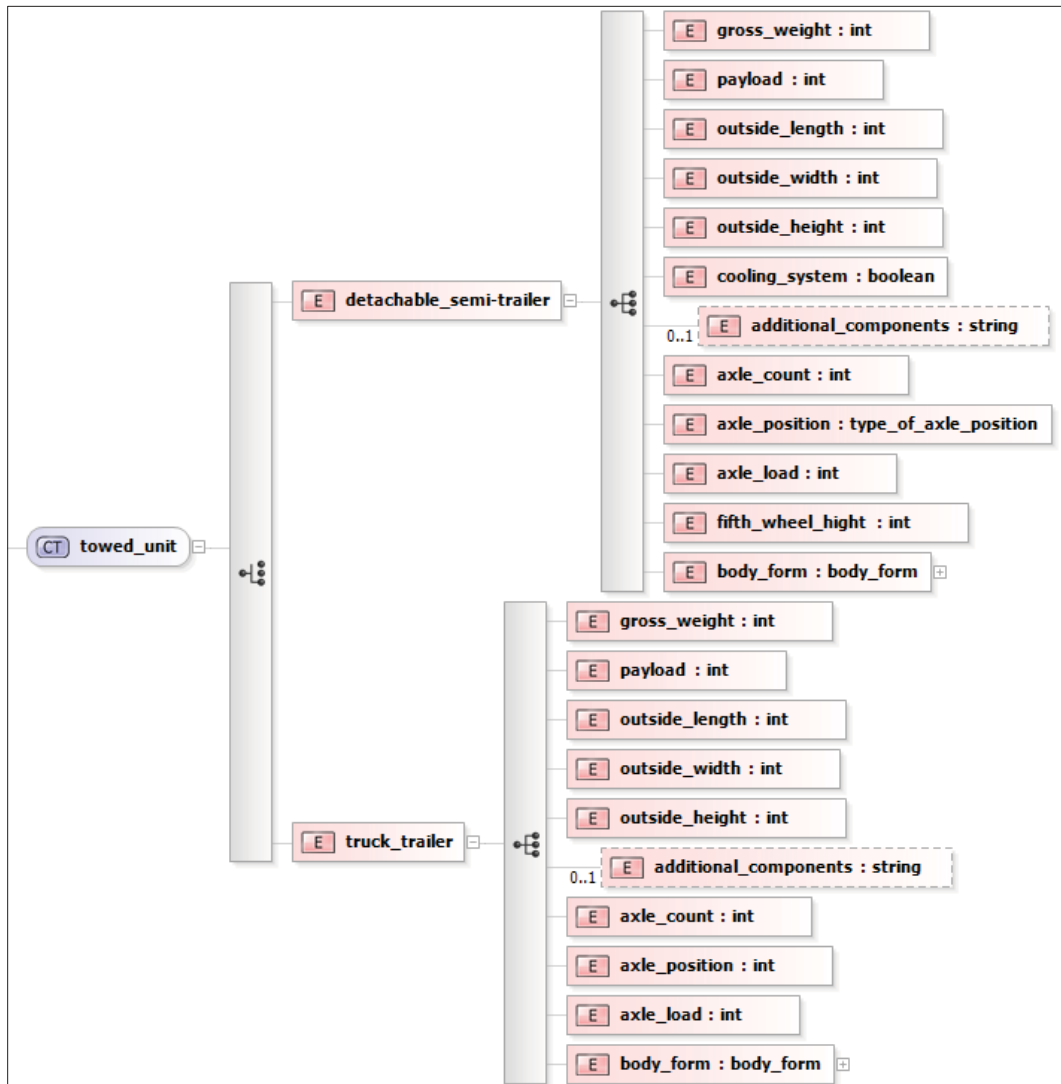 E gross_weight : int
E payload : int
E outside_length : int
E outside_width : int
E outside_height : int
E cooling_system : boolean
E detachable_semi-trailer
E additional_components : string
0..1
E axle_count : int
E axle_position : type_of_axle_position
E axle_load : int
E fifth_wheel_hight : int
CT towed_unit
E body_form : body_form
E gross_weight : int
E payload : int
E outside_length : int
E outside_width : int
E outside_height : int
E truck_trailer
E additional_components : string
0..1
E axle_count : int
E axle_position : int
E axle_load : int
E body_form : body_form